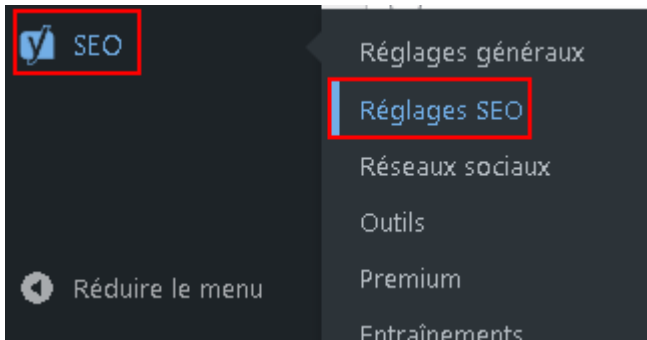 SEO
Réduire le menu
Réglages généraux
Réglages SEO
Réseaux sociaux
Outils
Premium
Entraînements